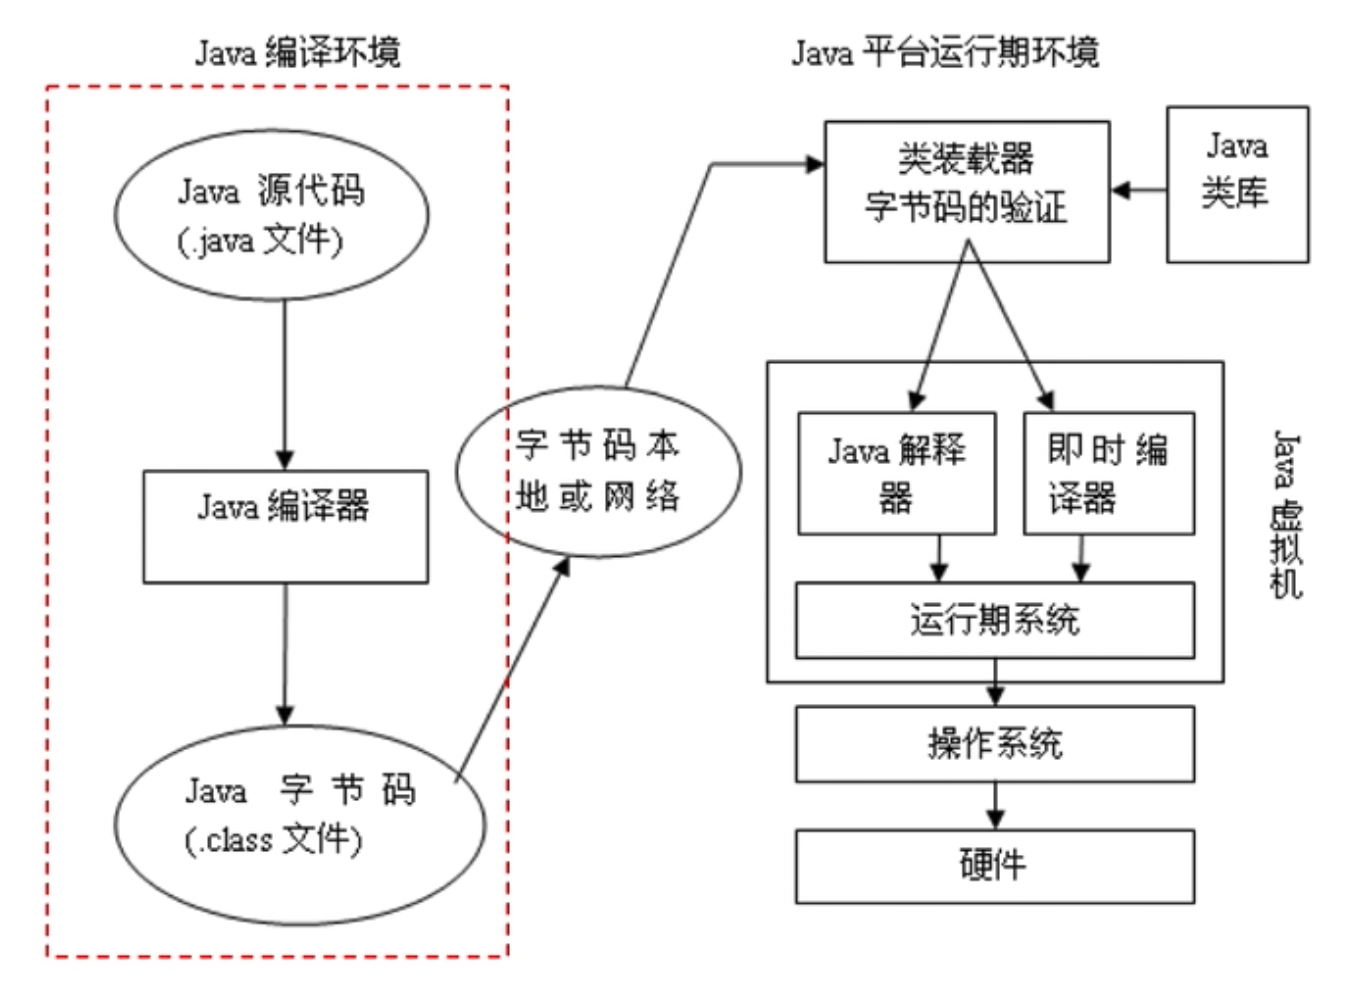 Java 编译环境
Java 源代码
(.java 文件)
Java 编译器
Java 字节码
(.class 文件)
字节码本
地或网络
Java 平台运行期环境
类装载器
字节码的验证
Java
类库
Java 解释
器
即时编
译器
运行期系统
Java 虚拟机
操作系统
硬件